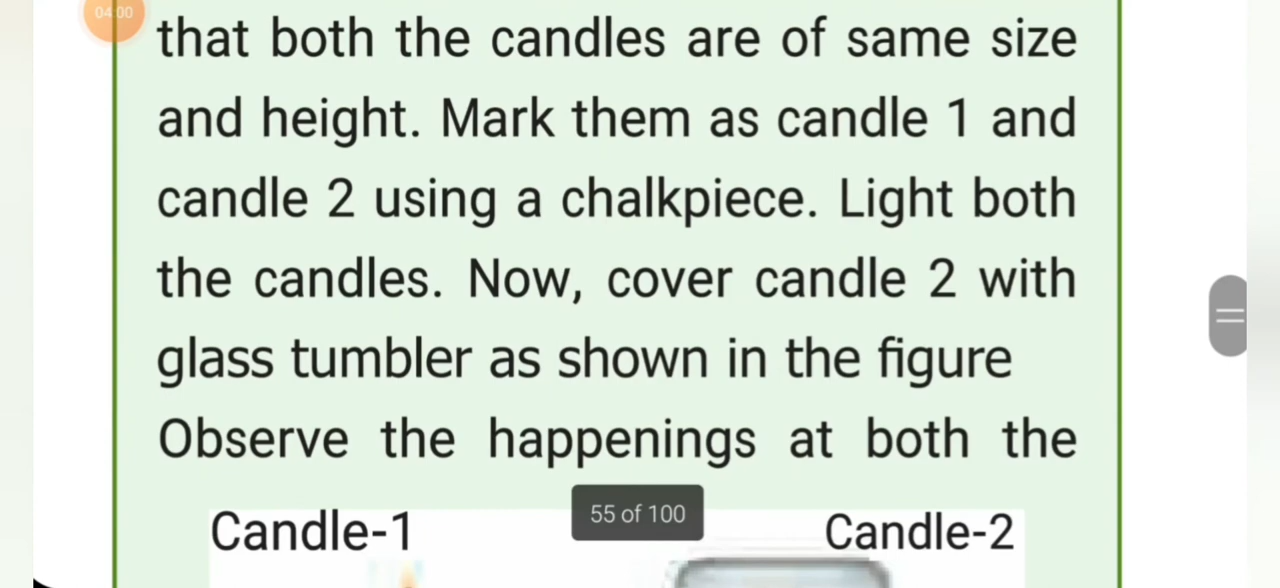 04:00
that both the candles are of same size
and height. Mark them as candle 1 and
candle 2 using a chalkpiece. Light both
the candles. Now, cover candle 2 with
glass tumbler as shown in the figure
Observe the happenings at both the
55 of 100
Candle-1
Candle-2